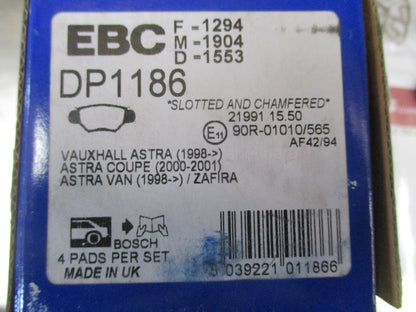 EBC F-1294
M-1904
D-1553
DP1186
"SLOTTED AND CHAMFERED"
21991 15.50
E11 90R-01010/565
AF42/94
VAUXHALL ASTRA (1998->)
ASTRA COUPE (2000-2001)
ASTRA VAN (1998->) / ZAFIRA
BOSCH
4 PADS PER SET
MADE IN UK
5 039221 011866